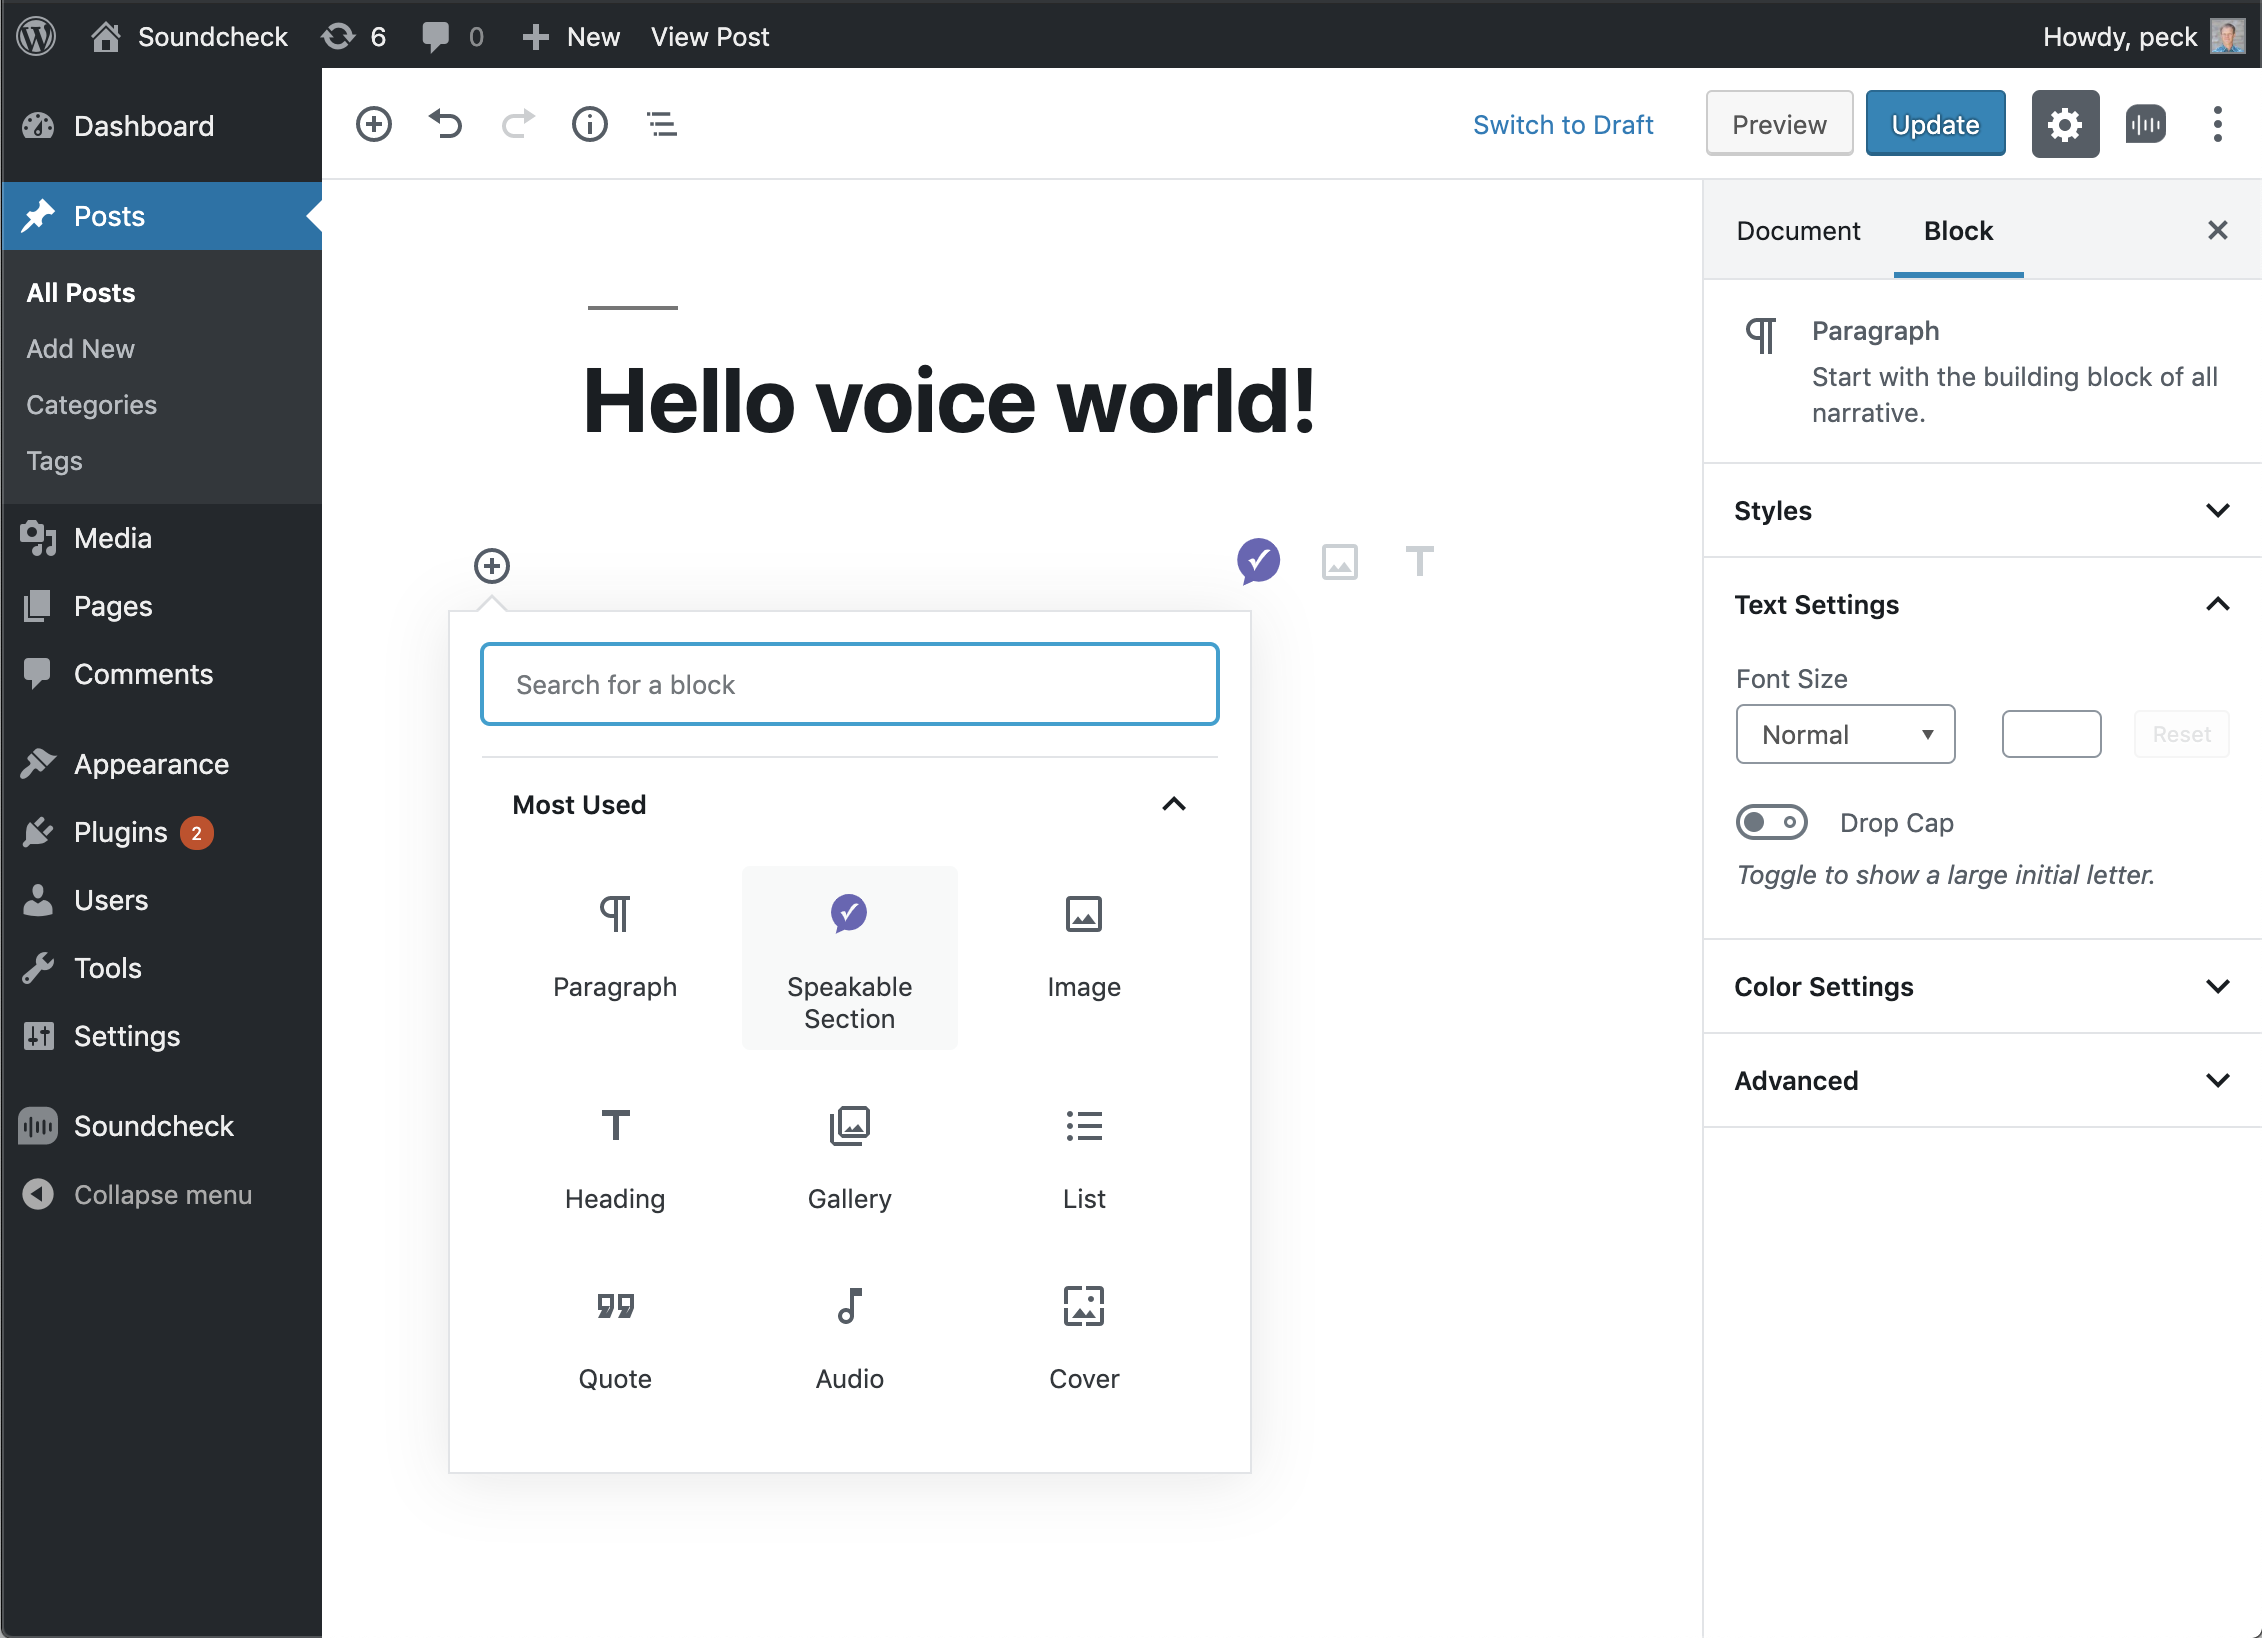 Soundcheck
6
0
New
View Post
Howdy, peck
Dashboard
Posts
All Posts
Add New
Categories
Tags
Media
Pages
Comments
Appearance
Plugins 2
Users
Tools
Settings
Soundcheck
Collapse menu
Switch to Draft
Preview
Update
Hello voice world!
Search for a block
Most Used
Paragraph
Speakable
Section
Image
Heading
Gallery
List
Quote
Audio
Cover
Document
Block
Paragraph
Start with the building block of all
narrative.
Styles
Text Settings
Font Size
Normal
Reset
Drop Cap
Toggle to show a large initial letter.
Color Settings
Advanced